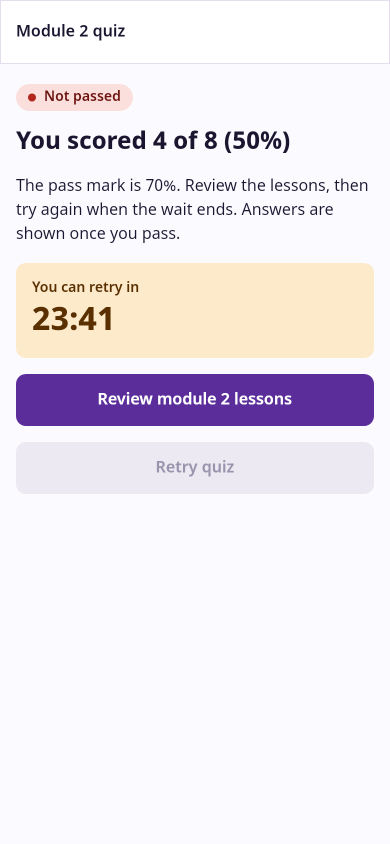 Module 2 quiz
Not passed
You scored 4 of 8 (50%)
The pass mark is 70%. Review the lessons, then
try again when the wait ends. Answers are
shown once you pass.
You can retry in
23:41
Review module 2 lessons
Retry quiz